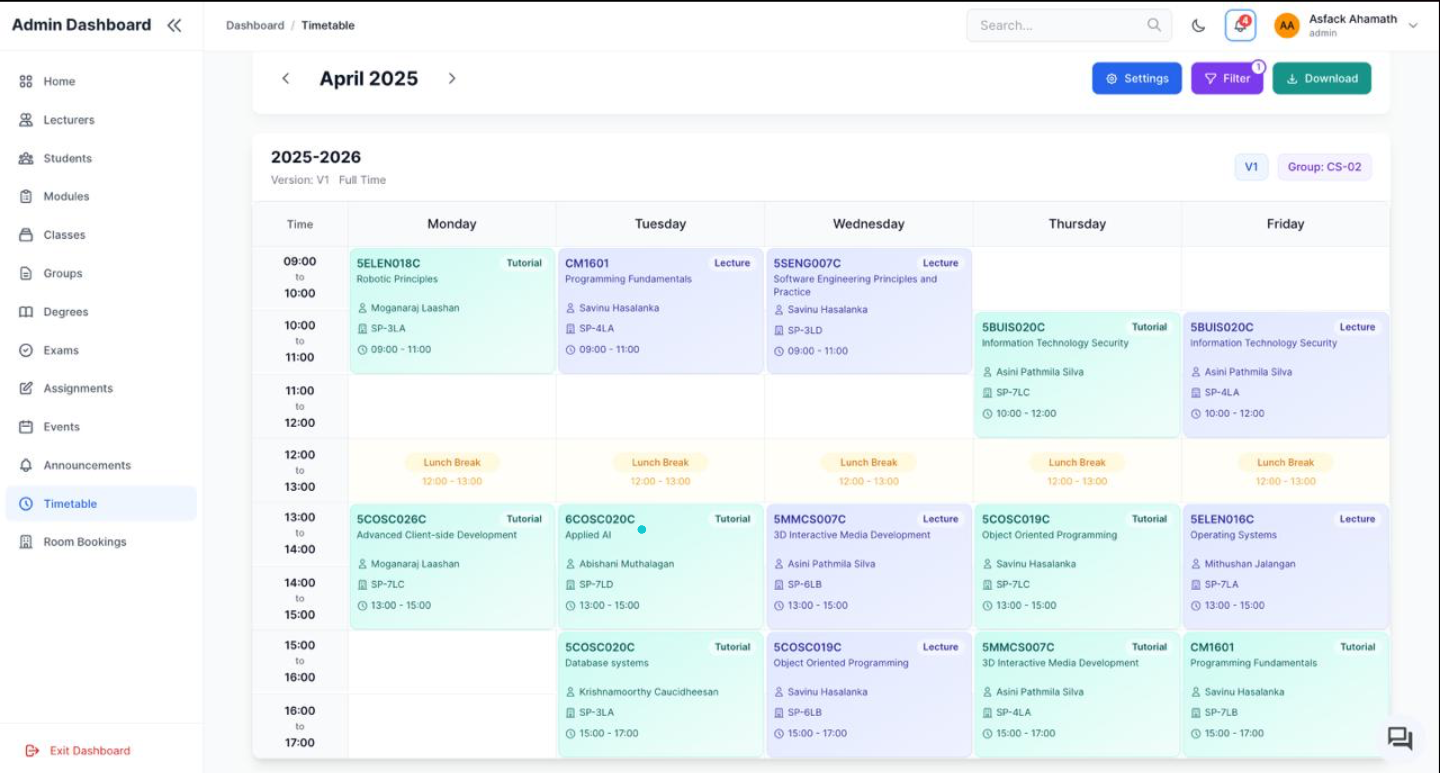 Admin Dashboard
Dashboard / Timetable
Search...
4
AA
Asfack Ahamath
admin
Home
Lecturers
Students
Modules
Classes
Groups
Degrees
Exams
Assignments
Events
Announcements
Timetable
Room Bookings
Exit Dashboard
April 2025
Settings
Filter
1
Download
2025-2026
Version: V1 Full Time
V1
Group: CS-02
Time
Monday
Tuesday
Wednesday
Thursday
Friday
09:00
to
10:00
5ELEN018C Tutorial
Robotic Principles
Moganaraj Laashan
SP-3LA
09:00 - 11:00
CM1601 Lecture
Programming Fundamentals
Savinu Hasalanka
SP-4LA
09:00 - 11:00
5SENG007C Lecture
Software Engineering Principles and
Practice
Savinu Hasalanka
SP-3LD
09:00 - 11:00
10:00
to
11:00
5BUIS020C Tutorial
Information Technology Security
Asini Pathmila Silva
SP-7LC
10:00 - 12:00
5BUIS020C Lecture
Information Technology Security
Asini Pathmila Silva
SP-4LA
10:00 - 12:00
11:00
to
12:00
12:00
to
13:00
Lunch Break
12:00 - 13:00
Lunch Break
12:00 - 13:00
Lunch Break
12:00 - 13:00
Lunch Break
12:00 - 13:00
Lunch Break
12:00 - 13:00
13:00
to
14:00
5COSC026C Tutorial
Advanced Client-side Development
Moganaraj Laashan
SP-7LC
13:00 - 15:00
6COSC020C Tutorial
Applied AI
Abishani Muthalagan
SP-7LD
13:00 - 15:00
5MMCS007C Lecture
3D Interactive Media Development
Asini Pathmila Silva
SP-6LB
13:00 - 15:00
5COSC019C Tutorial
Object Oriented Programming
Savinu Hasalanka
SP-7LC
13:00 - 15:00
5ELEN016C Lecture
Operating Systems
Mithushan Jalangan
SP-7LA
13:00 - 15:00
14:00
to
15:00
15:00
to
16:00
5COSC020C Tutorial
Database systems
Krishnamoorthy Caucidheesan
SP-3LA
15:00 - 17:00
5COSC019C Lecture
Object Oriented Programming
Savinu Hasalanka
SP-6LB
15:00 - 17:00
5MMCS007C Tutorial
3D Interactive Media Development
Asini Pathmila Silva
SP-4LA
15:00 - 17:00
CM1601 Tutorial
Programming Fundamentals
Savinu Hasalanka
SP-7LB
15:00 - 17:00
16:00
to
17:00